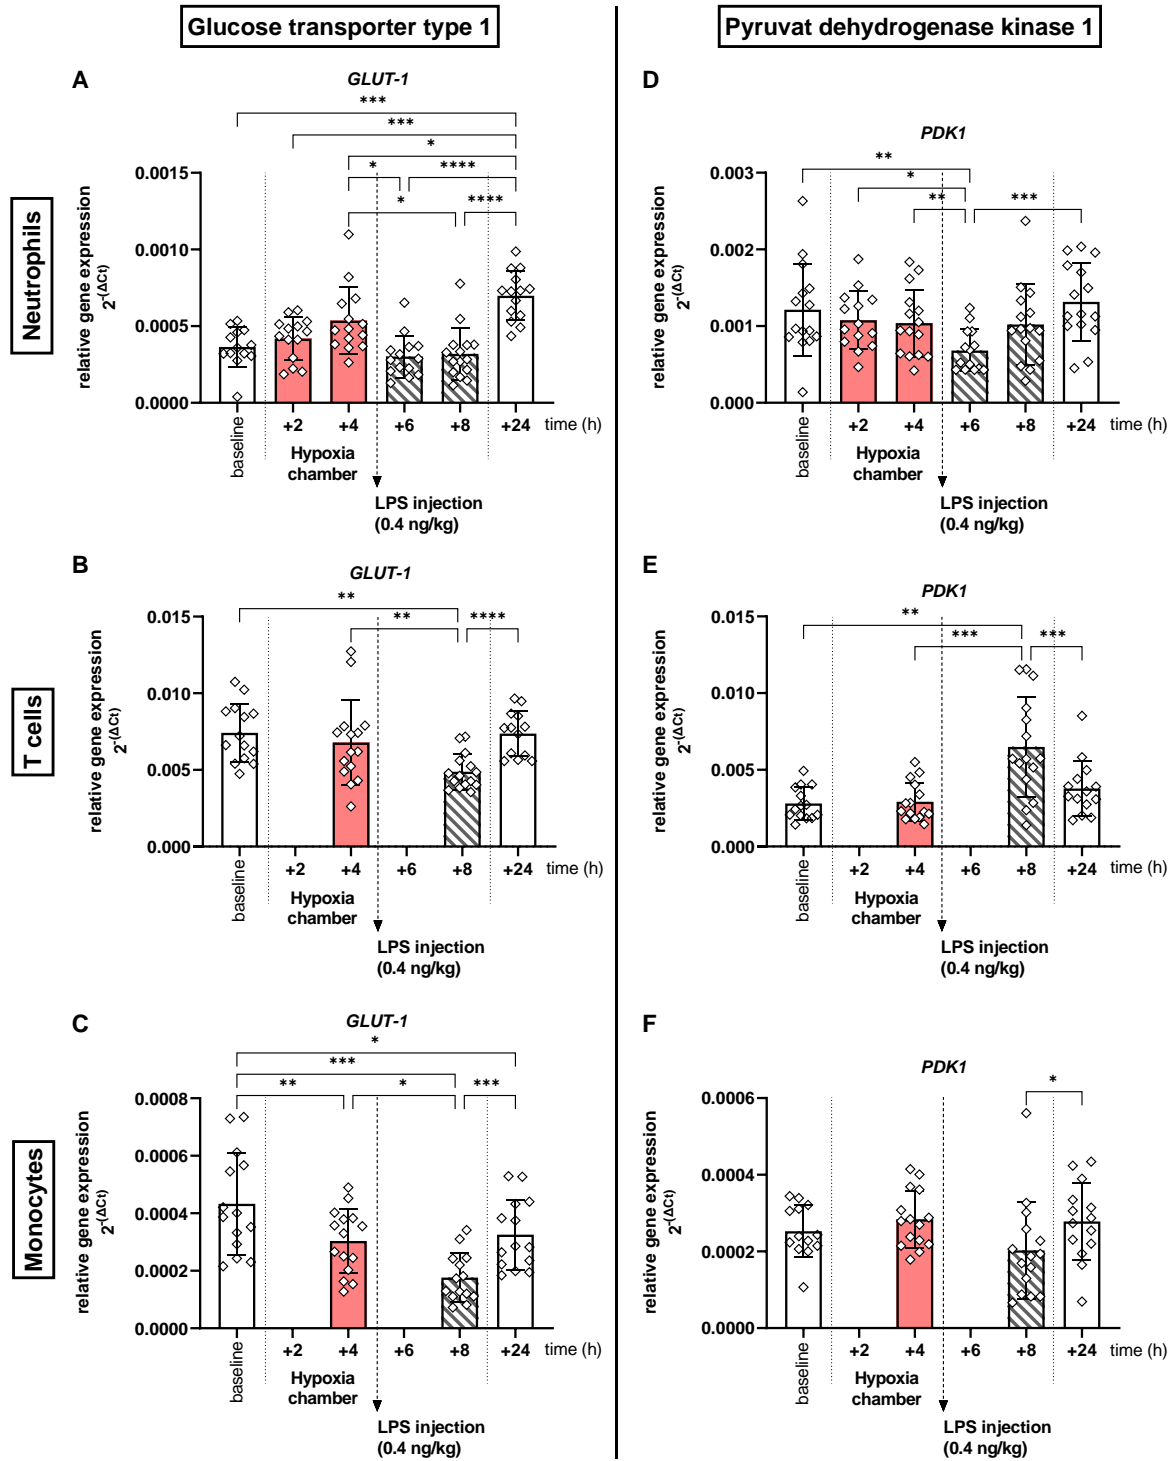 Glucose transporter type 1
Pyruvat dehydrogenase kinase 1
Neutrophils
A
GLUT-1
***
***
*
*
****
*
****
relative gene expression
2-(ΔCt)
0.0015
0.0010
0.0005
0.0000
baseline
+2
+4
+6
+8
+24
time (h)
Hypoxia
chamber
LPS injection
(0.4 ng/kg)
D
PDK1
**
*
**
***
relative gene expression
2-(ΔCt)
0.003
0.002
0.001
0.000
baseline
+2
+4
+6
+8
+24
time (h)
Hypoxia
chamber
LPS injection
(0.4 ng/kg)
T cells
B
GLUT-1
**
**
****
relative gene expression
2-(ΔCt)
0.015
0.010
0.005
0.000
baseline
+2
+4
+6
+8
+24
time (h)
Hypoxia
chamber
LPS injection
(0.4 ng/kg)
E
PDK1
**
***
***
relative gene expression
2-(ΔCt)
0.015
0.010
0.005
0.000
baseline
+2
+4
+6
+8
+24
time (h)
Hypoxia
chamber
LPS injection
(0.4 ng/kg)
Monocytes
C
GLUT-1
*
***
**
*
***
relative gene expression
2-(ΔCt)
0.0008
0.0006
0.0004
0.0002
0.0000
baseline
+2
+4
+6
+8
+24
time (h)
Hypoxia
chamber
LPS injection
(0.4 ng/kg)
F
PDK1
*
relative gene expression
2-(ΔCt)
0.0006
0.0004
0.0002
0.0000
baseline
+2
+4
+6
+8
+24
time (h)
Hypoxia
chamber
LPS injection
(0.4 ng/kg)